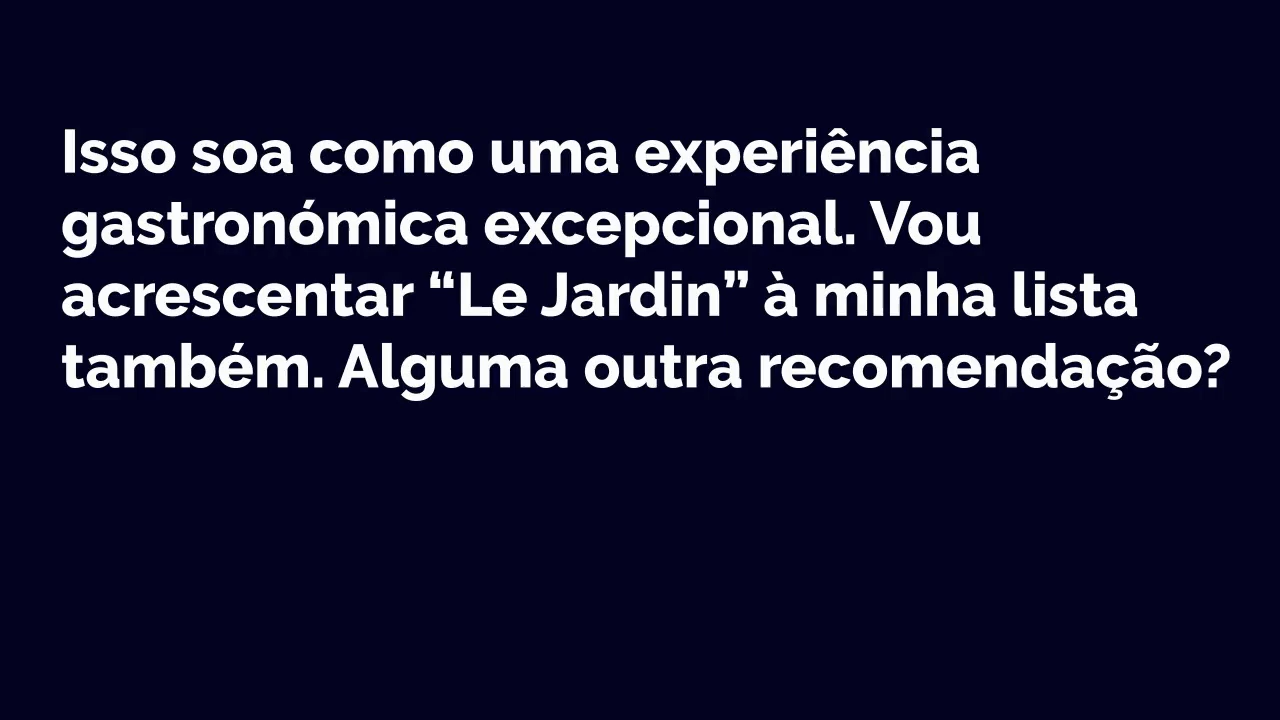 Isso soa como uma experiência
gastronómica excepcional. Vou
acrescentar “Le Jardin” à minha lista
também. Alguma outra recomendação?